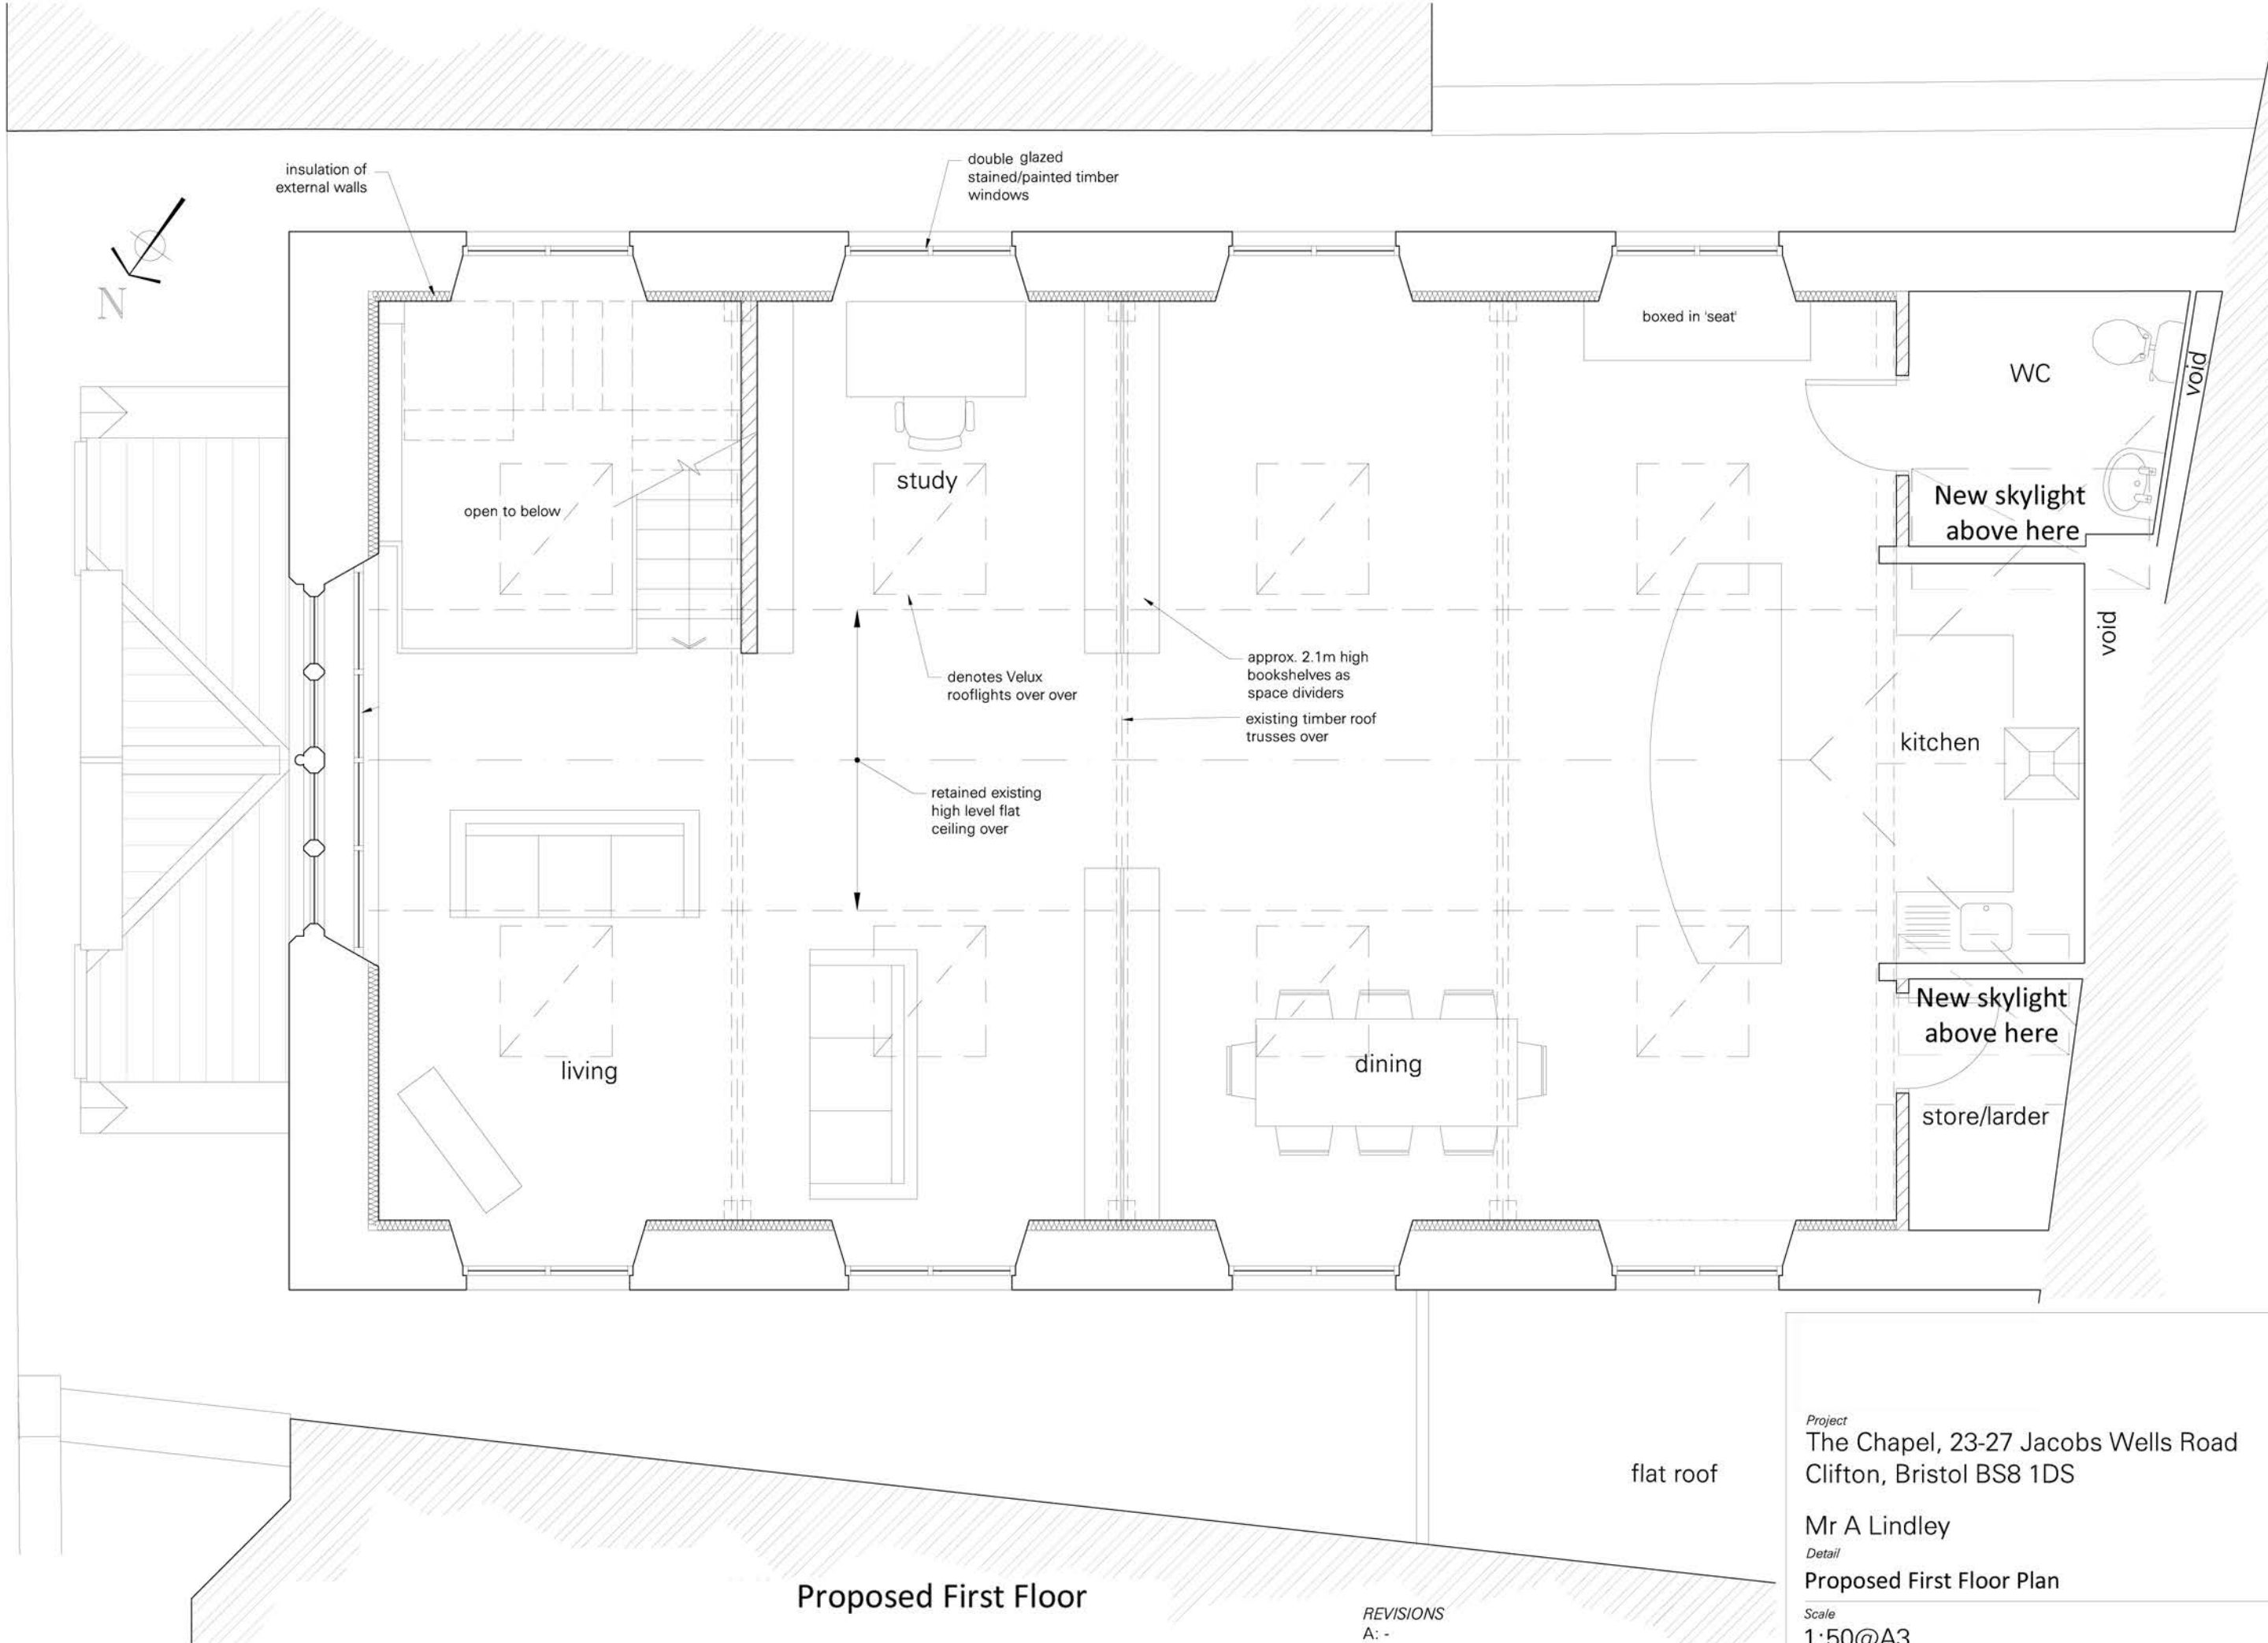 insulation of
external walls
double glazed
stained/painted timber
windows
N
boxed in 'seat'
WC
void
study
open to below
New skylight
above here
void
denotes Velux
rooflights over over
approx. 2.1m high
bookshelves as
space dividers
existing timber roof
trusses over
kitchen
retained existing
high level flat
ceiling over
New skylight
above here
living
dining
store/larder
flat roof
Project
The Chapel, 23-27 Jacobs Wells Road
Clifton, Bristol BS8 1DS
Mr A Lindley
Detail
Proposed First Floor Plan
Scale
1:50@A3
Proposed First Floor
REVISIONS
A: -